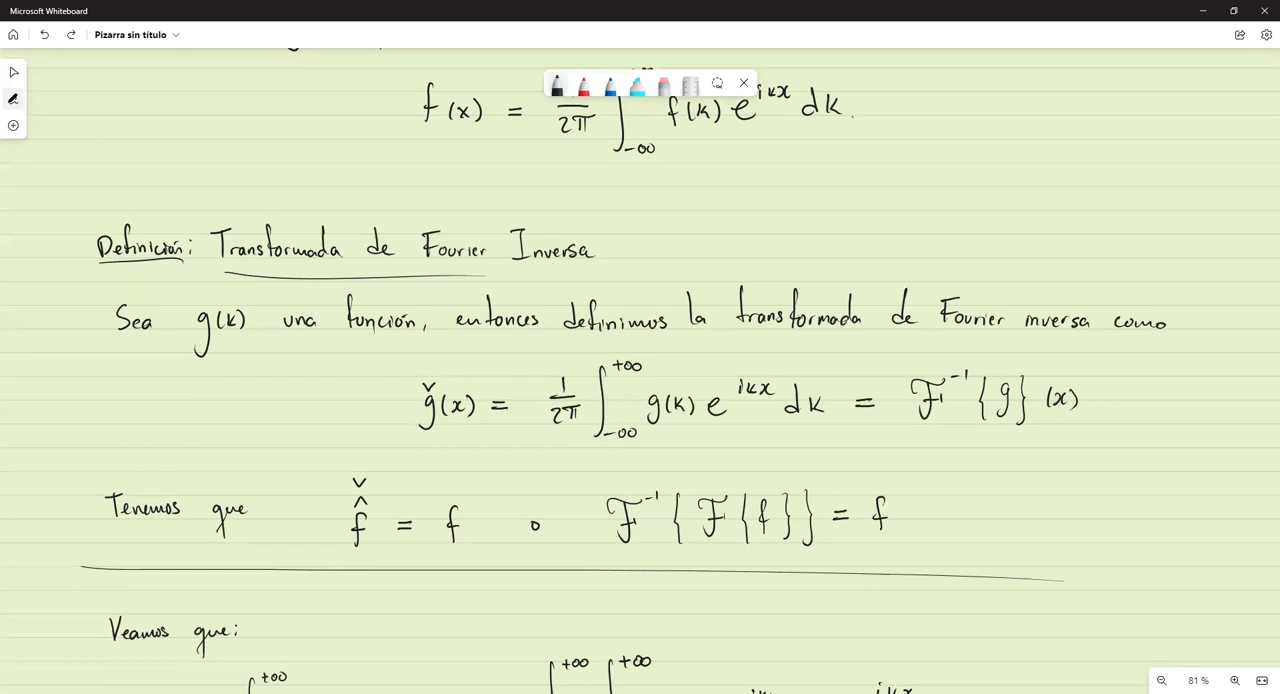 Microsoft Whiteboard
Pizarra sin título
f(x) = 1/2π ∫_{-∞}^{+∞} f(k) e^{ikx} dk.
Definición: Transformada de Fourier Inversa
Sea g(k) una función, entonces definimos la transformada de Fourier inversa como
ǧ(x) = 1/2π ∫_{-∞}^{+∞} g(k) e^{ikx} dk = ℱ^{-1}{g}(x)
Tenemos que f̂̌ = f o ℱ^{-1}{ℱ{f}} = f
Veamos que:
+∞ +∞ +∞
ikx
81 %